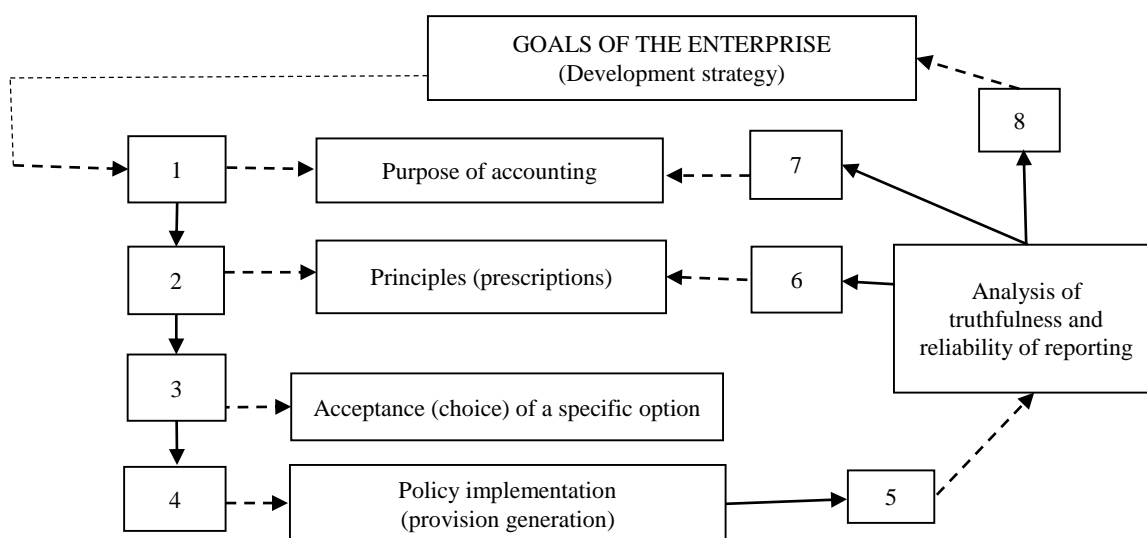 GOALS OF THE ENTERPRISE
(Development strategy)
8
1
Purpose of accounting
7
2
Principles (prescriptions)
6
Analysis of
truthfulness and
reliability of reporting
3
Acceptance (choice) of a specific option
4
Policy implementation
(provision generation)
5